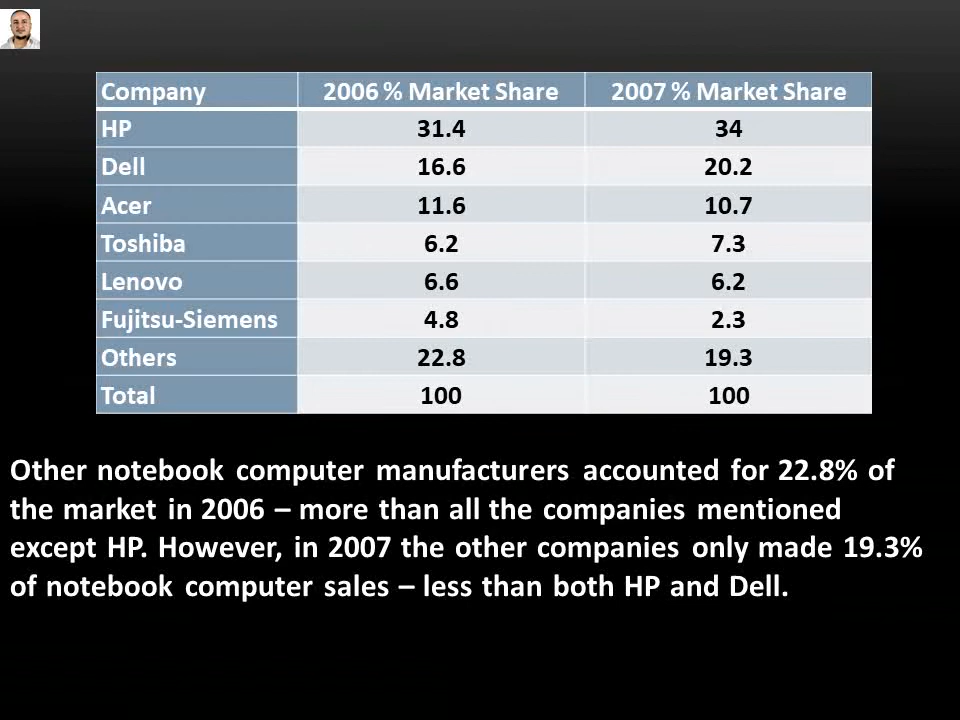 Company 2006 % Market Share 2007 % Market Share
HP 31.4 34
Dell 16.6 20.2
Acer 11.6 10.7
Toshiba 6.2 7.3
Lenovo 6.6 6.2
Fujitsu-Siemens 4.8 2.3
Others 22.8 19.3
Total 100 100
Other notebook computer manufacturers accounted for 22.8% of
the market in 2006 – more than all the companies mentioned
except HP. However, in 2007 the other companies only made 19.3%
of notebook computer sales – less than both HP and Dell.